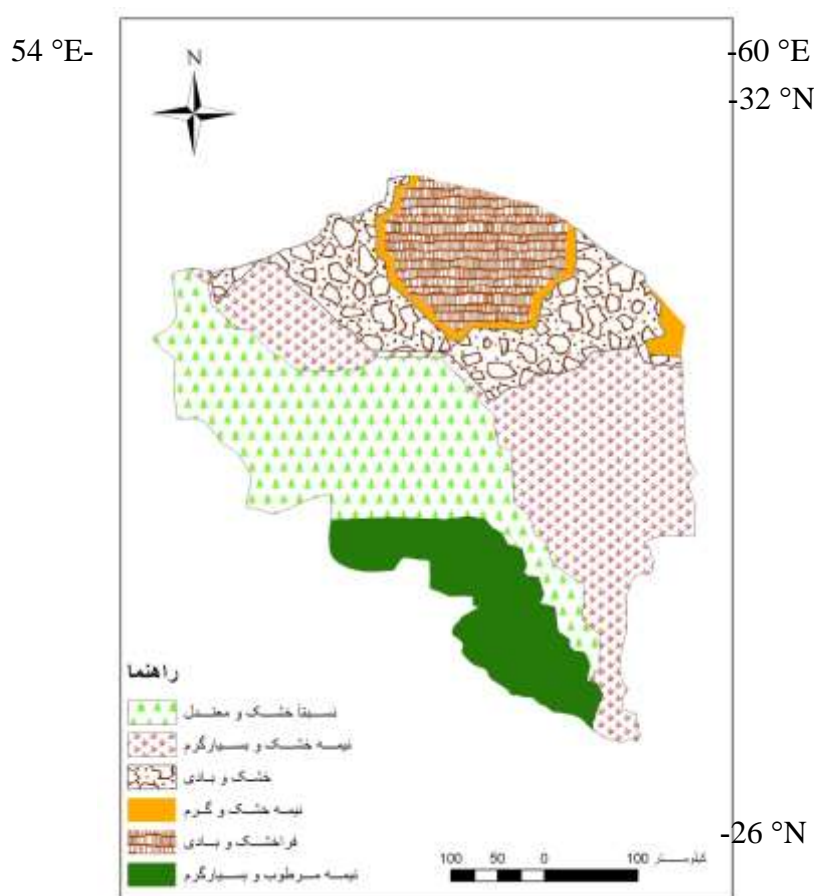 54 °E-
-60 °E
N
-32 °N
راهنما
نسبتاً خشک و معتدل
نیمه خشک و بسیارگرم
خشک و بادی
نیمه خشک و گرم
فراخشک و بادی
نیمه مرطوب و بسیارگرم
-26 °N
100 50 0 100 کیلومتر